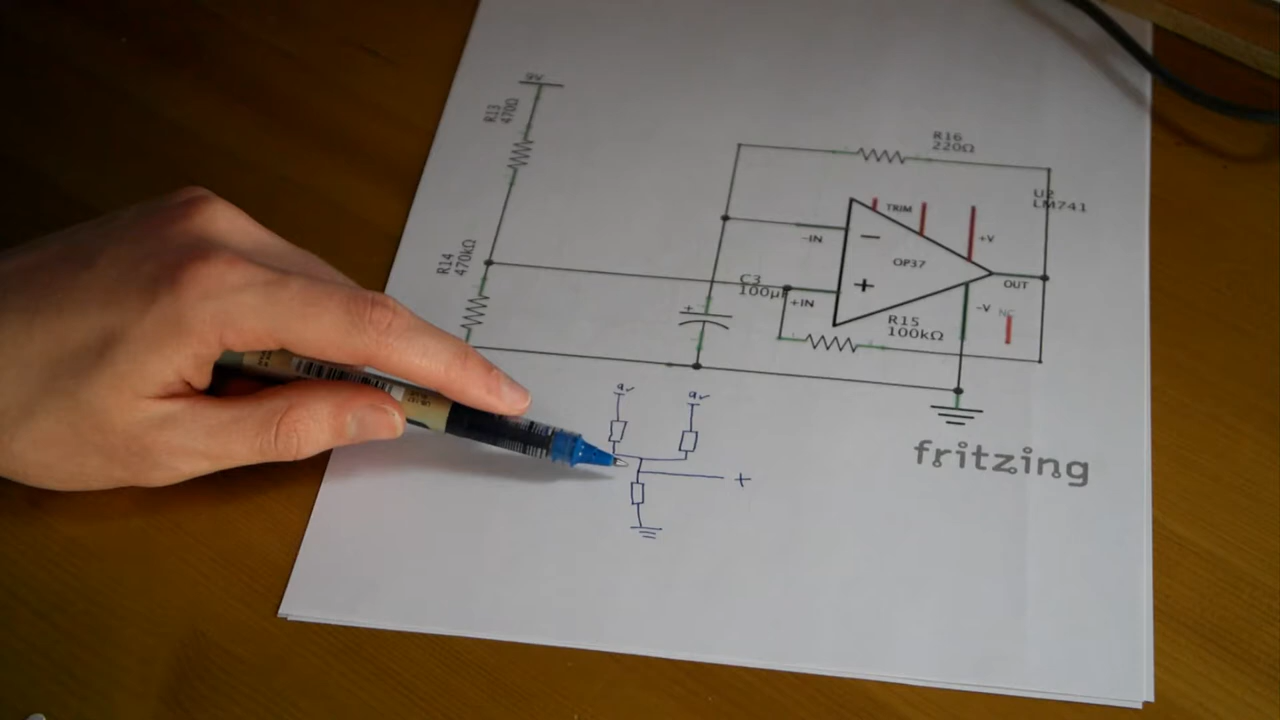 9V
R13
470Ω
R14
470kΩ
R16
220Ω
U2
LM741
TRIM
+V
-IN
−
OP37
+
OUT
C3
100µF
+
+IN
-V
NC
R15
100kΩ
9v
9v
+
fritzing